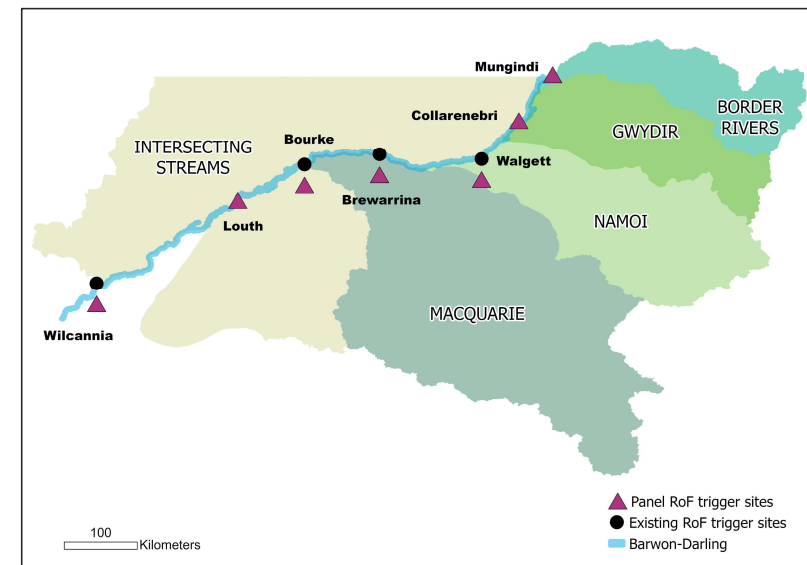 Mungindi
Collarenebri
BORDER
RIVERS
GWYDIR
Bourke
INTERSECTING
STREAMS
Walgett
Brewarrina
Louth
NAMOI
MACQUARIE
Wilcannia
Panel RoF trigger sites
Existing RoF trigger sites
Barwon-Darling
100
Kilometers